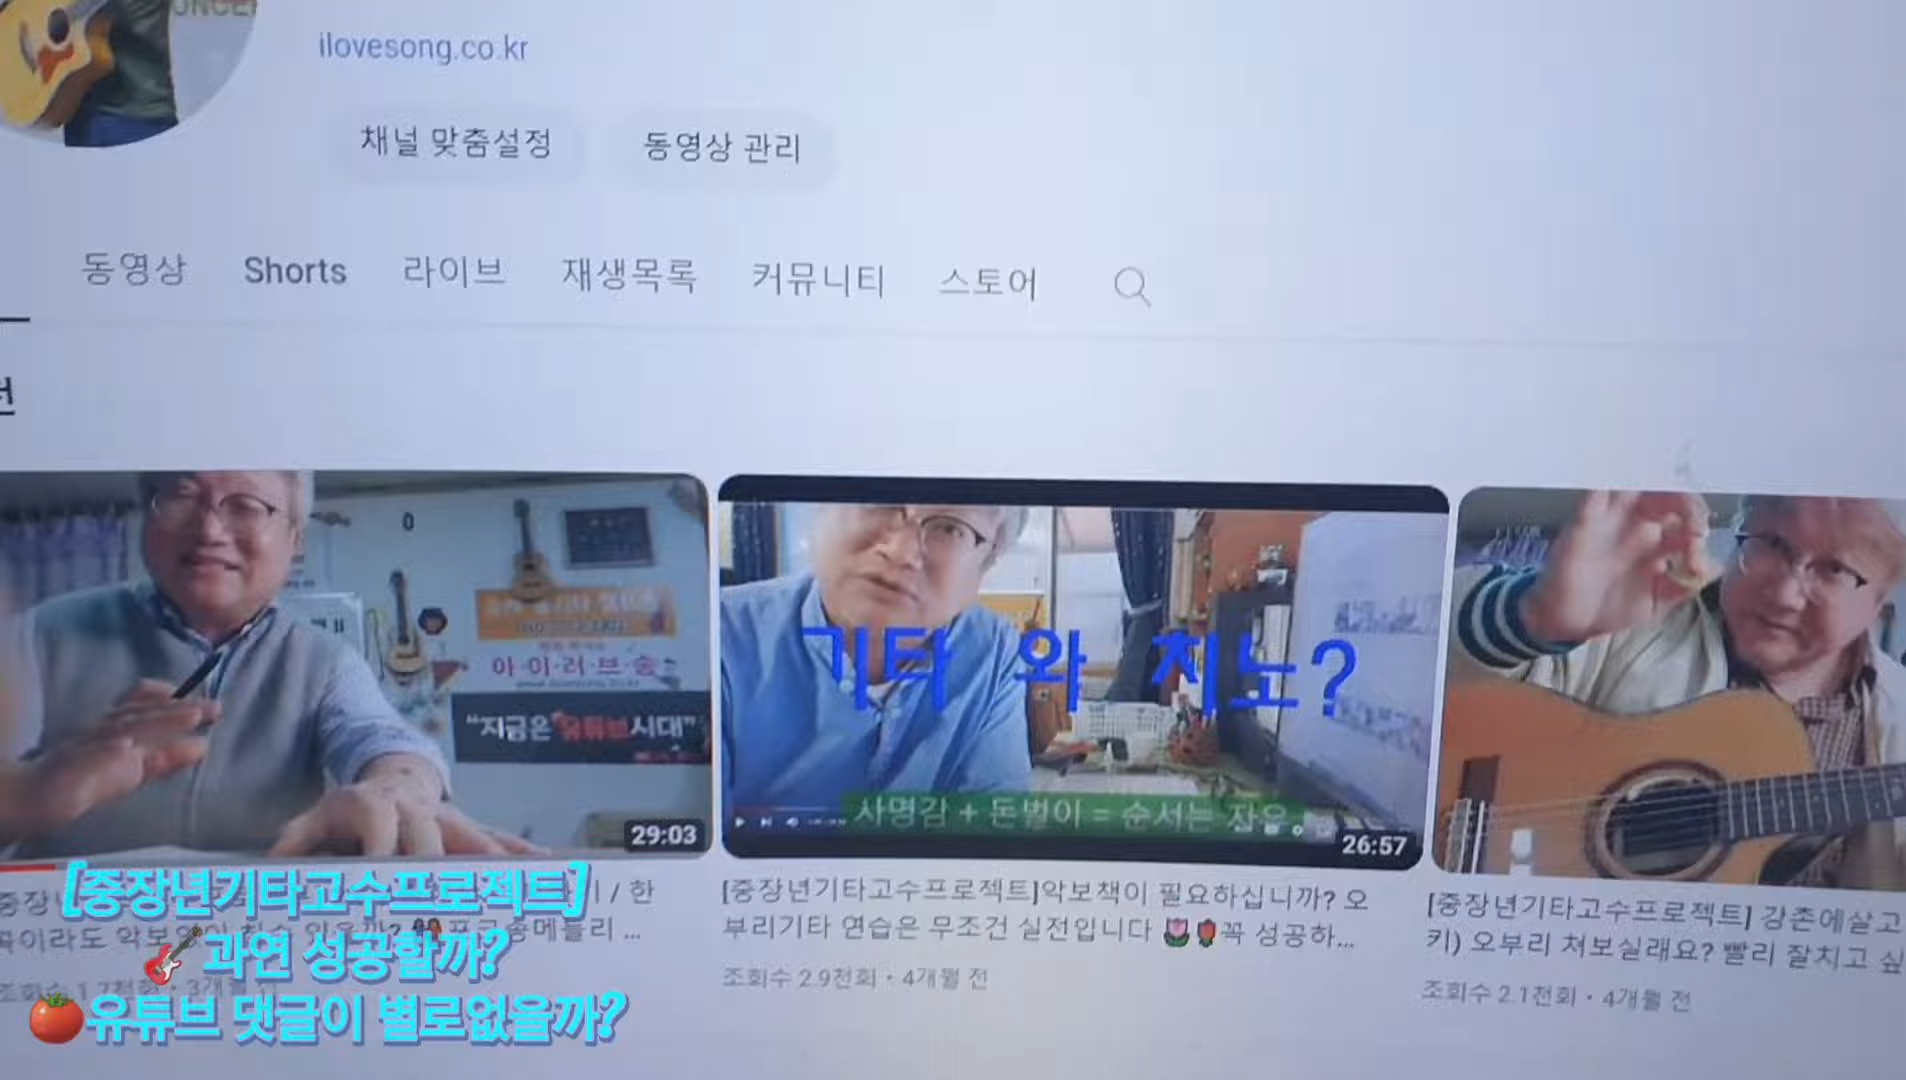 ilovesong.co.kr
채널 맞춤설정
동영상 관리
동영상 Shorts 라이브 재생목록 커뮤니티 스토어
아·이·러·브·송
"지금은 유튜브시대"
29:03
기타 와 치노?
사명감 + 돈벌이 = 순서는 자유
26:57
/ 한
[중장년기타고수프로젝트]악보책이 필요하십니까? 오
부리기타 연습은 무조건 실전입니다 🌷🌹꼭 성공하...
조회수 2.9천회 • 4개월 전
[중장년기타고수프로젝트] 강촌에살고
키) 오부리 쳐보실래요? 빨리 잘치고 싶
조회수 2.1천회 • 4개월 전
[중장년기타고수프로젝트]
🎸과연 성공할까?
🍅유튜브 댓글이 별로없을까?